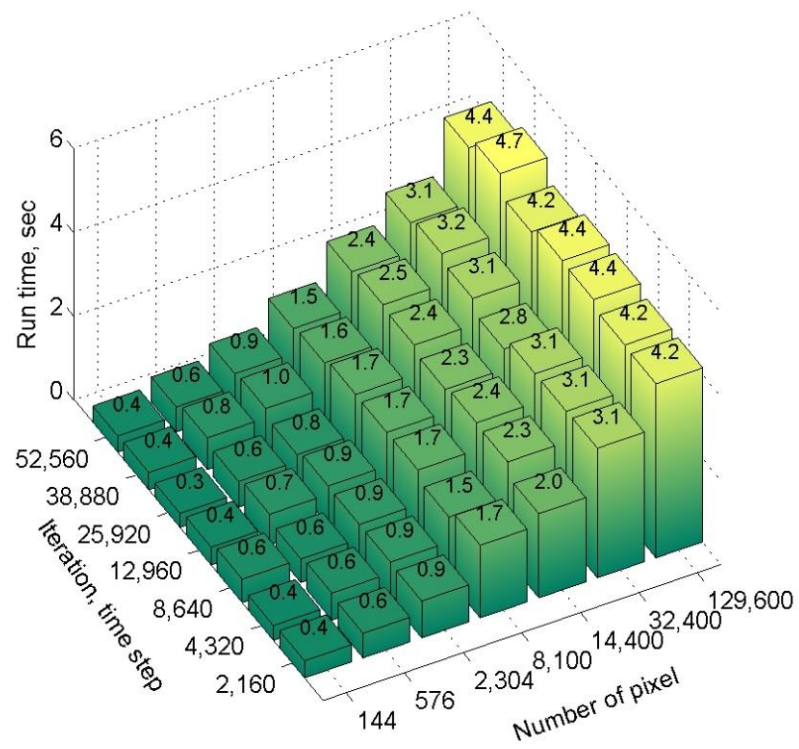 6
4
2
0
Run time, sec
0.4 0.6 0.9 1.5 2.4 3.1 4.4
0.4 0.8 1.0 1.6 2.5 3.2 4.7
0.3 0.6 0.8 1.7 2.4 3.1 4.2
0.4 0.7 0.9 1.7 2.3 2.8 4.4
0.6 0.6 0.9 1.7 2.4 3.1 4.4
0.4 0.6 0.9 1.5 2.3 3.1 4.2
0.4 0.6 0.9 1.7 2.0 3.1 4.2
52,560
38,880
25,920
12,960
8,640
4,320
2,160
Iteration, time step
144
576
2,304
8,100
14,400
32,400
129,600
Number of pixel